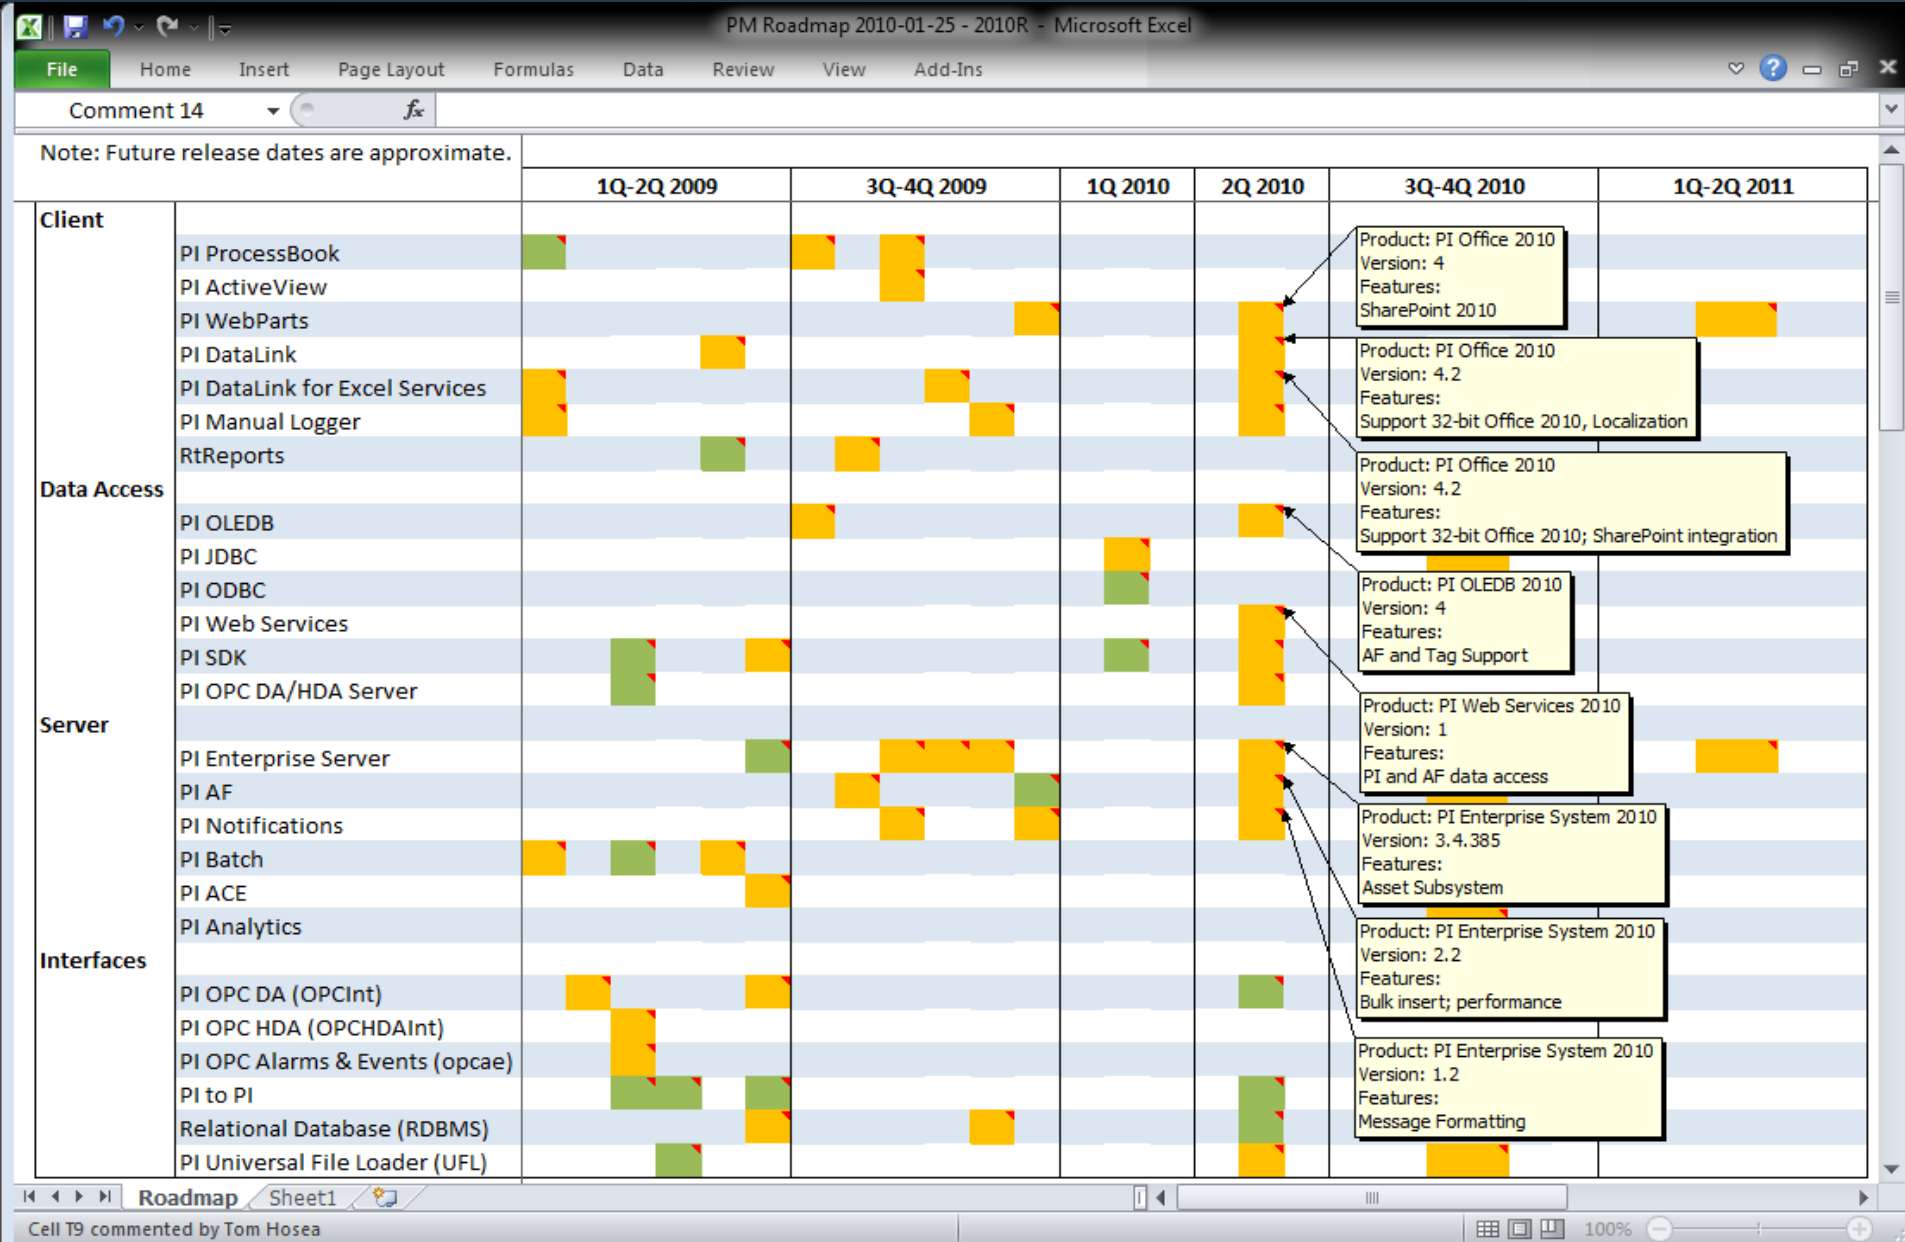 PM Roadmap 2010-01-25 - 2010R - Microsoft Excel
File Home Insert Page Layout Formulas Data Review View Add-Ins
Comment 14 fx
Note: Future release dates are approximate.
1Q-2Q 2009 3Q-4Q 2009 1Q 2010 2Q 2010 3Q-4Q 2010 1Q-2Q 2011
Client
PI ProcessBook
PI ActiveView
PI WebParts
PI DataLink
PI DataLink for Excel Services
PI Manual Logger
RtReports
Data Access
PI OLEDB
PI JDBC
PI ODBC
PI Web Services
PI SDK
PI OPC DA/HDA Server
Server
PI Enterprise Server
PI AF
PI Notifications
PI Batch
PI ACE
PI Analytics
Interfaces
PI OPC DA (OPCInt)
PI OPC HDA (OPCHDAInt)
PI OPC Alarms & Events (opcae)
PI to PI
Relational Database (RDBMS)
PI Universal File Loader (UFL)
Product: PI Office 2010
Version: 4
Features:
SharePoint 2010
Product: PI Office 2010
Version: 4.2
Features:
Support 32-bit Office 2010, Localization
Product: PI Office 2010
Version: 4.2
Features:
Support 32-bit Office 2010; SharePoint integration
Product: PI OLEDB 2010
Version: 4
Features:
AF and Tag Support
Product: PI Web Services 2010
Version: 1
Features:
PI and AF data access
Product: PI Enterprise System 2010
Version: 3.4.385
Features:
Asset Subsystem
Product: PI Enterprise System 2010
Version: 2.2
Features:
Bulk insert; performance
Product: PI Enterprise System 2010
Version: 1.2
Features:
Message Formatting
Roadmap Sheet1
Cell T9 commented by Tom Hosea 100%